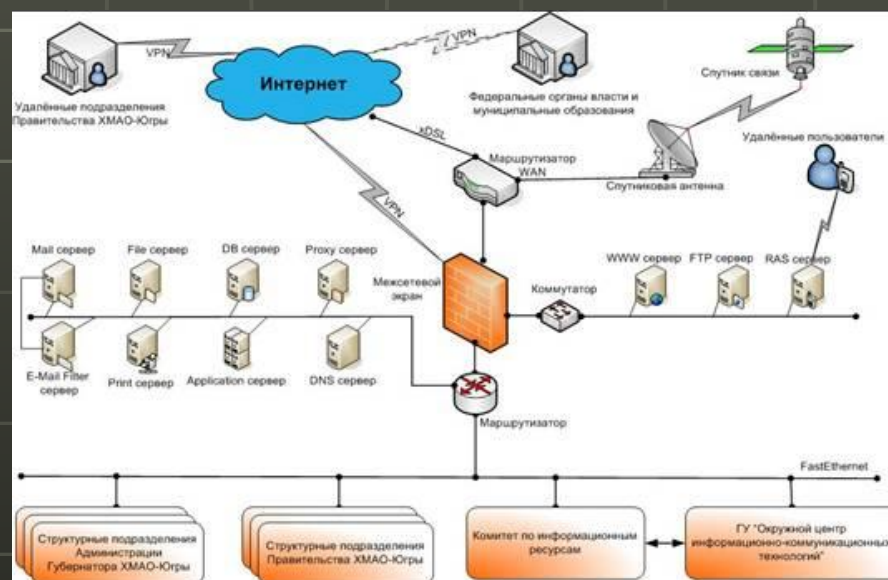 VPN
VPN
Интернет
Спутник связи
Удалённые подразделения
Правительства ХМАО-Югры
Федеральные органы власти и
муниципальные образования
xDSL
Удалённые пользователи
Маршрутизатор
WAN
Спутниковая антенна
VPN
Mail сервер
File сервер
DB сервер
Proxy сервер
Межсетевой
экран
Коммутатор
WWW сервер
FTP сервер
RAS сервер
E-Mail Filter
сервер
Print сервер
Application сервер
DNS сервер
Маршрутизатор
FastEthernet
Структурные подразделения
Администрации
Губернатора ХМАО-Югры
Структурные подразделения
Правительства ХМАО-Югры
Комитет по информационным
ресурсам
ГУ "Окружной центр
информационно-коммуникационных
технологий"